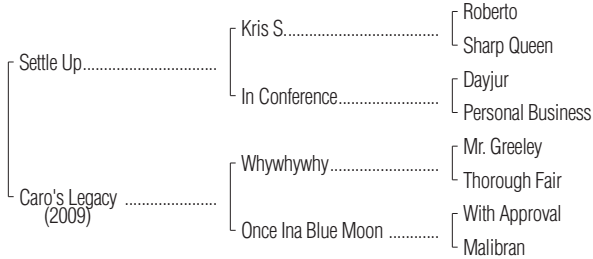 Roberto
Kris S.
Sharp Queen
Settle Up
Dayjur
In Conference
Personal Business
Mr. Greeley
Whywhywhy
Thorough Fair
Caro's Legacy
(2009)
With Approval
Once Ina Blue Moon
Malibran